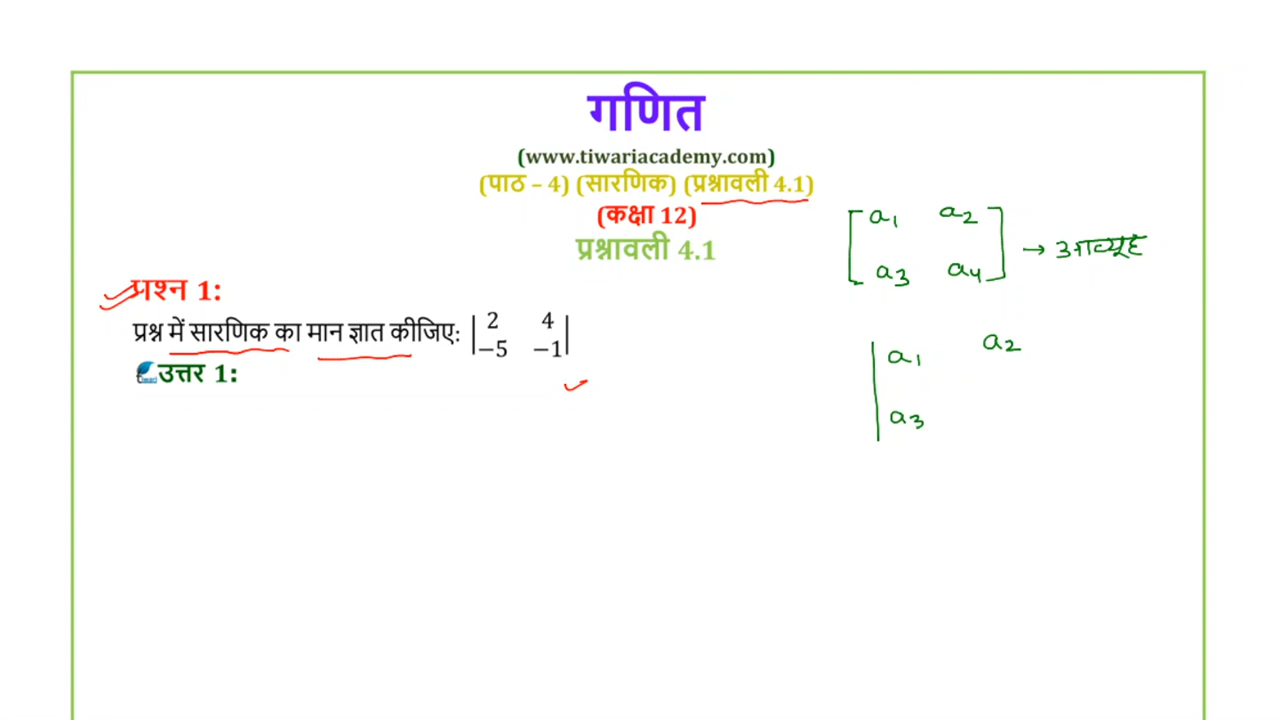 गणित
(www.tiwariacademy.com)
(पाठ – 4) (सारणिक) (प्रश्नावली 4.1)
(कक्षा 12)
प्रश्नावली 4.1
प्रश्न 1:
प्रश्न में सारणिक का मान ज्ञात कीजिए: |2 4|
|−5 −1|
उत्तर 1:
[a1 a2]
[a3 a4] → आव्यूह
|a1 a2
|a3